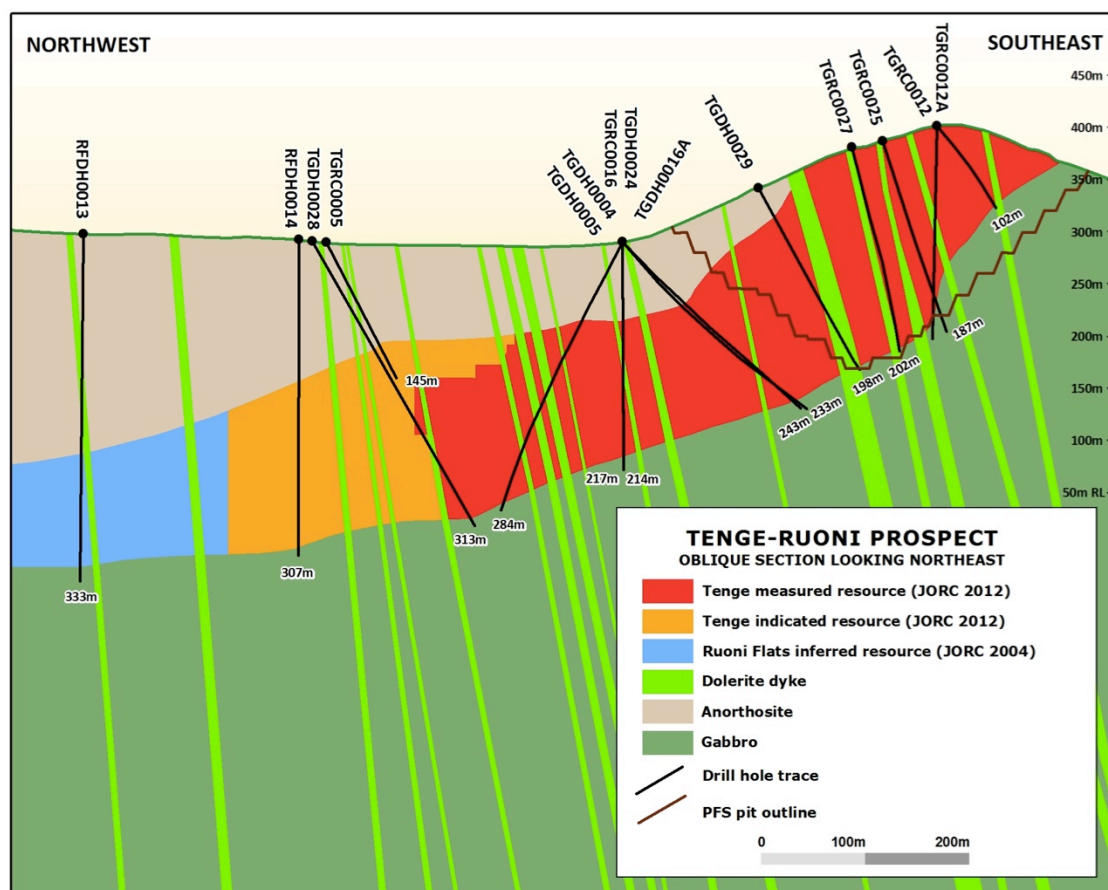 NORTHWEST
SOUTHEAST
450m
400m
350m
300m
250m
200m
150m
100m
50m RL
RFDH0013
RFDH0014
TGDH0028
TGRC0005
TGDH0005
TGDH0004
TGRC0016
TGDH0024
TGDH0016A
TGDH0029
TGRC0027
TGRC0025
TGRC0012
TGRC0012A
333m
307m
145m
313m
284m
217m
214m
243m
233m
198m
202m
187m
102m
TENGE-RUONI PROSPECT
OBLIQUE SECTION LOOKING NORTHEAST
Tenge measured resource (JORC 2012)
Tenge indicated resource (JORC 2012)
Ruoni Flats inferred resource (JORC 2004)
Dolerite dyke
Anorthosite
Gabbro
Drill hole trace
PFS pit outline
0 100m 200m